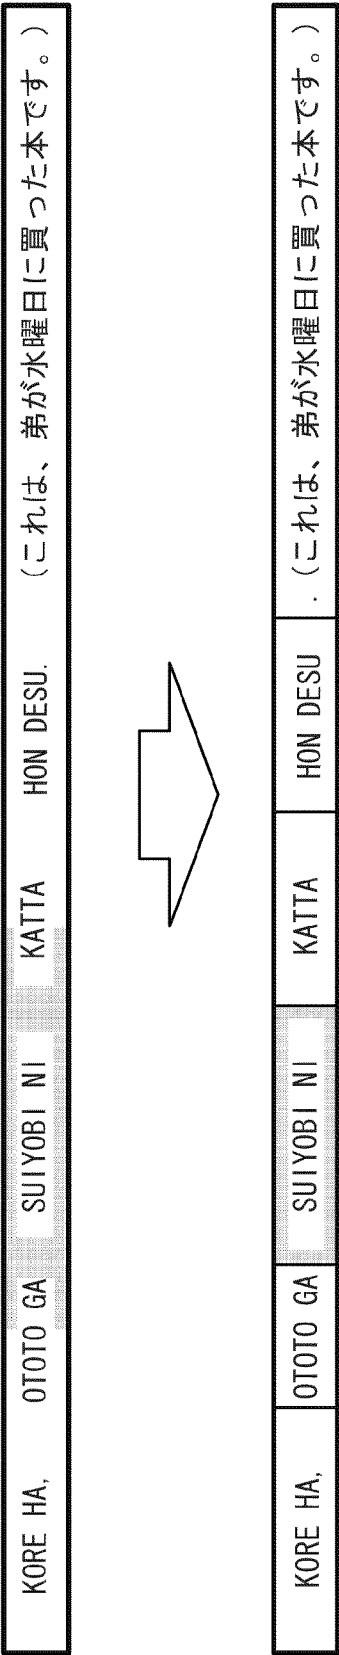 KORE HA, OTOTO GA SUIYOBI NI KATTA HON DESU. (これは、弟が水曜日に買った本です。)
KORE HA, OTOTO GA SUIYOBI NI KATTA HON DESU . (これは、弟が水曜日に買った本です。)